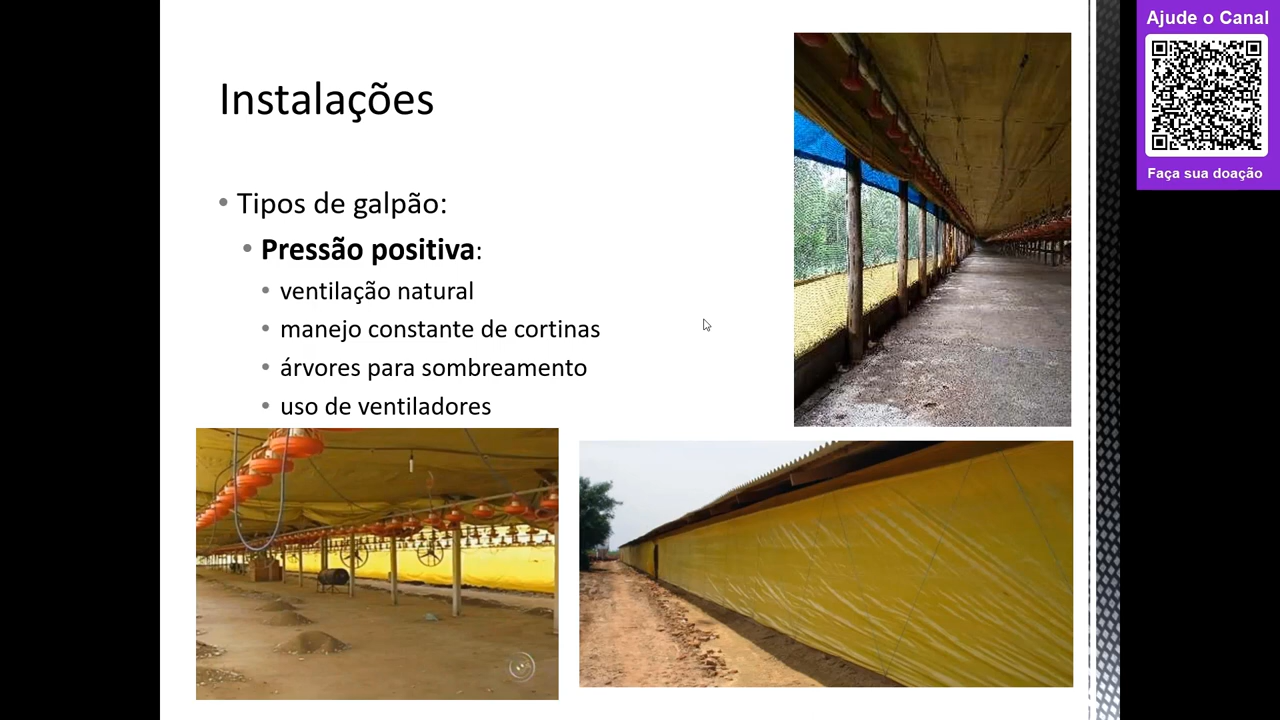 Instalações
Tipos de galpão:
Pressão positiva:
ventilação natural
manejo constante de cortinas
árvores para sombreamento
uso de ventiladores
Ajude o Canal
Faça sua doação